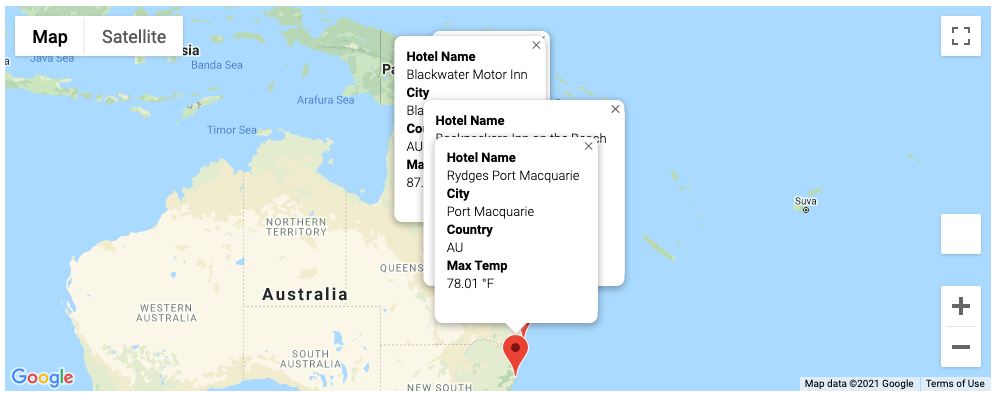 Map
Satellite
sia
Java Sea
Banda Sea
Arafura Sea
Timor Sea
Pa
Hotel Name
Blackwater Motor Inn
City
Bla
Cou
AU
Ma
87.
Hotel Name
Backpackers Inn on the Beach
Hotel Name
Rydges Port Macquarie
City
Port Macquarie
Country
AU
Max Temp
78.01 °F
Suva
NORTHERN
TERRITORY
QUEENS
Australia
WESTERN
AUSTRALIA
SOUTH
AUSTRALIA
NEW SOUTH
Google
Map data ©2021 Google
Terms of Use